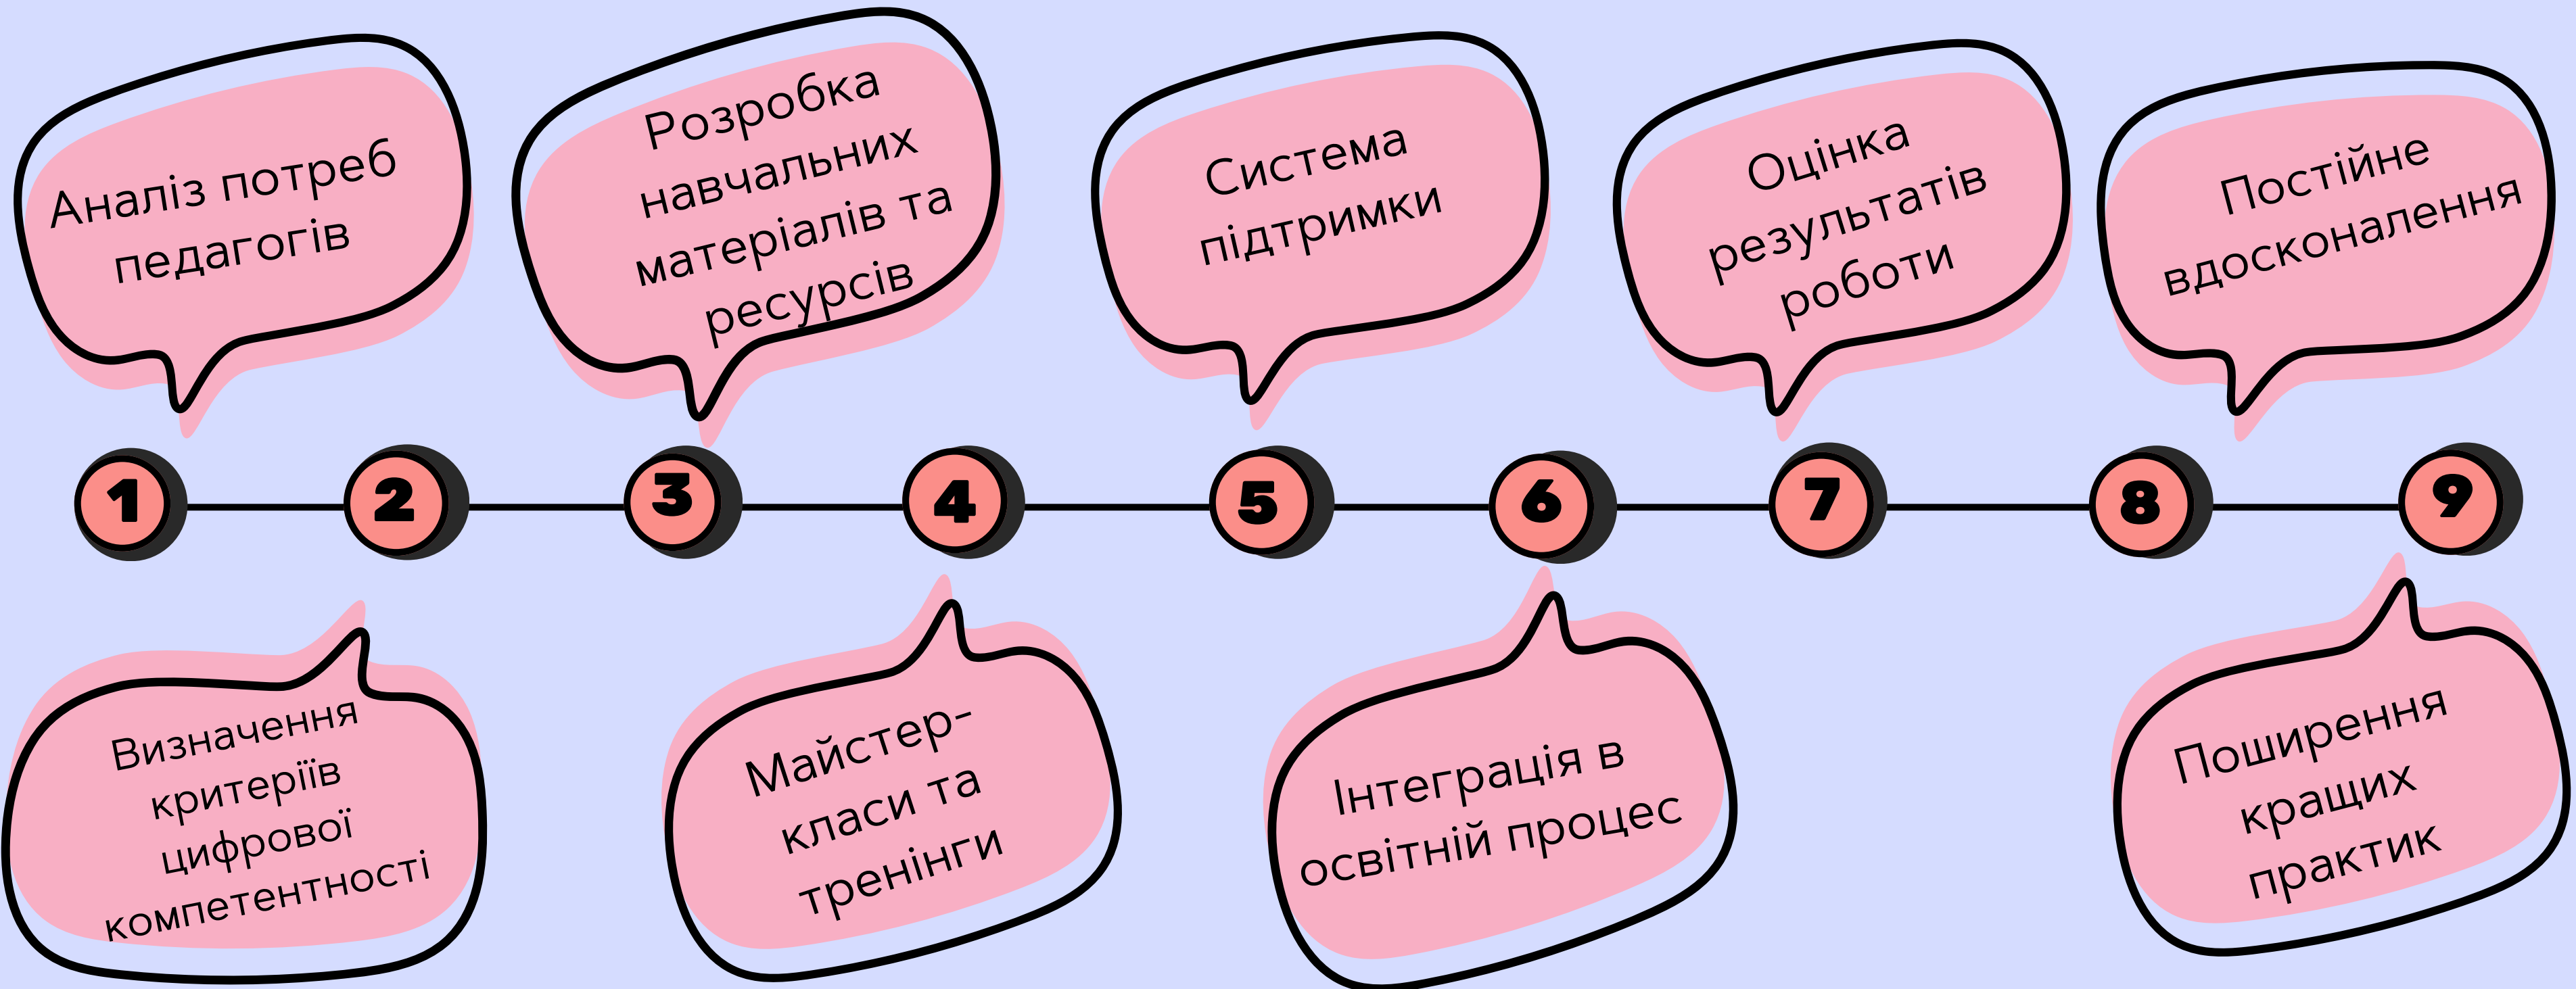 Аналіз потреб
педагогів
Розробка
навчальних
матеріалів та
ресурсів
Система
підтримки
Оцінка
результатів
роботи
Постійне
вдосконалення
1
2
3
4
5
6
7
8
9
Визначення
критеріїв
цифрової
компетентності
Майстер-
класи та
тренінги
Інтеграція в
освітній процес
Поширення
кращих
практик